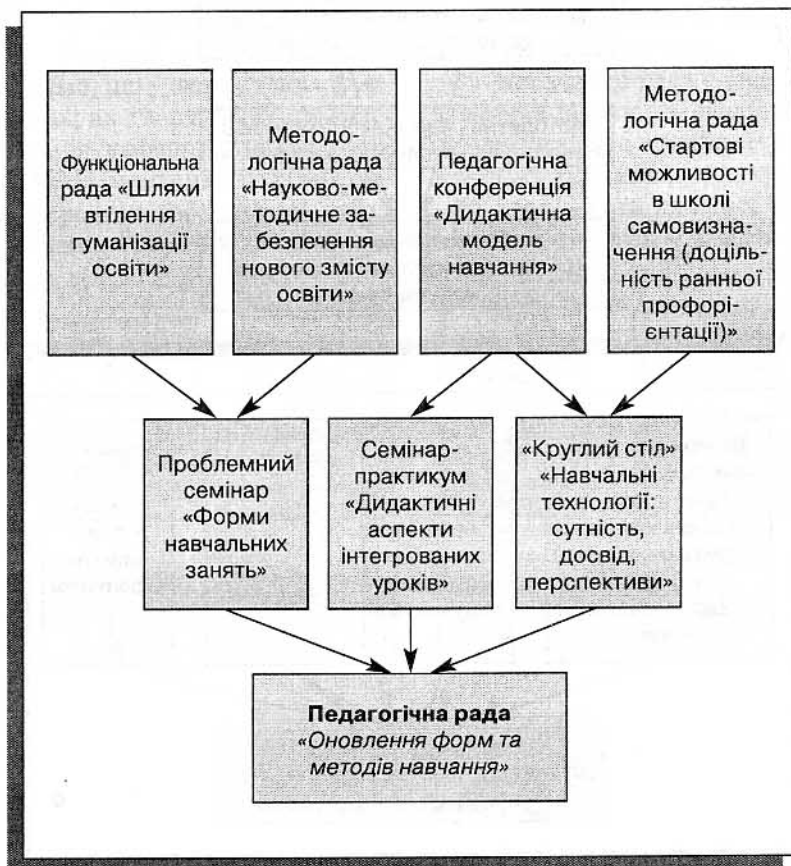 Функціональна
рада «Шляхи
втілення
гуманізації
освіти»
Методо-
логічна рада
«Науково-ме-
тодичне за-
безпечення
нового змісту
освіти»
Педагогічна
конференція
«Дидактична
модель
навчання»
Методо-
логічна рада
«Стартові
можливості
в школі
самовизна-
чення (доціль-
ність ранньої
профорі-
єнтації)»
Проблемний
семінар
«Форми
навчальних
занять»
Семінар-
практикум
«Дидактичні
аспекти
інтегрованих
уроків»
«Круглий стіл»
«Навчальні
технології:
сутність,
досвід,
перспективи»
Педагогічна рада
«Оновлення форм та
методів навчання»